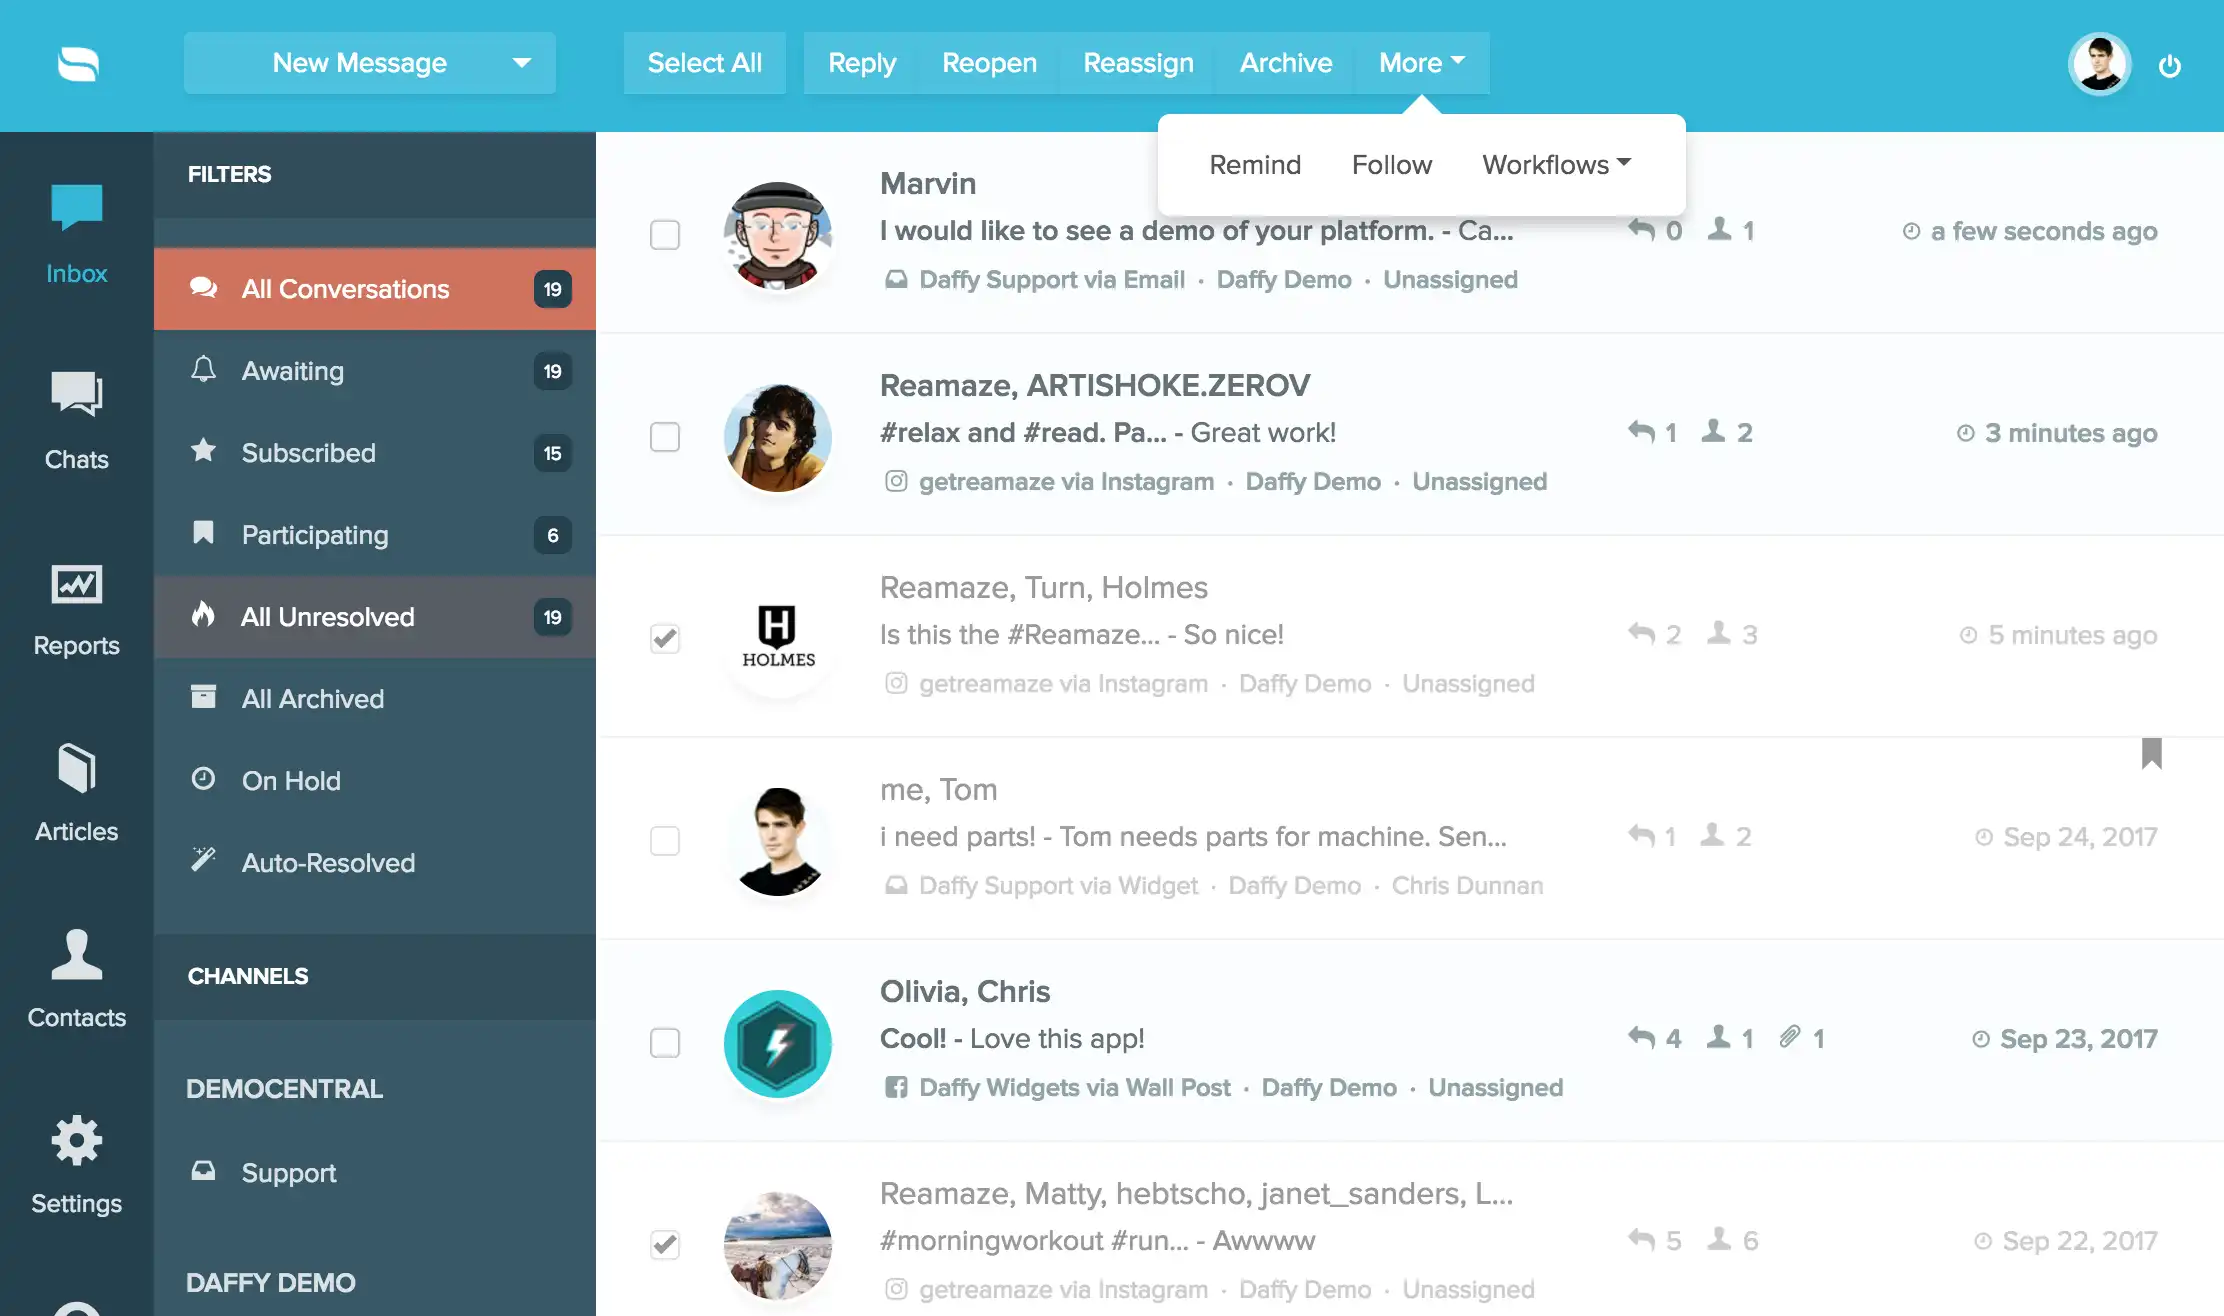 New Message
Select All
Reply
Reopen
Reassign
Archive
More
Remind
Follow
Workflows
Inbox
Chats
Reports
Articles
Contacts
Settings
FILTERS
All Conversations 19
Awaiting 19
Subscribed 15
Participating 6
All Unresolved 19
All Archived
On Hold
Auto-Resolved
CHANNELS
DEMOCENTRAL
Support
DAFFY DEMO
Marvin
I would like to see a demo of your platform. - Ca... 0 1 a few seconds ago
Daffy Support via Email · Daffy Demo · Unassigned
Reamaze, ARTISHOKE.ZEROV
#relax and #read. Pa... - Great work! 1 2 3 minutes ago
getreamaze via Instagram · Daffy Demo · Unassigned
H
HOLMES
Reamaze, Turn, Holmes
Is this the #Reamaze... - So nice! 2 3 5 minutes ago
getreamaze via Instagram · Daffy Demo · Unassigned
me, Tom
i need parts! - Tom needs parts for machine. Sen... 1 2 Sep 24, 2017
Daffy Support via Widget · Daffy Demo · Chris Dunnan
Olivia, Chris
Cool! - Love this app! 4 1 1 Sep 23, 2017
Daffy Widgets via Wall Post · Daffy Demo · Unassigned
Reamaze, Matty, hebtscho, janet_sanders, L...
#morningworkout #run... - Awwww 5 6 Sep 22, 2017
getreamaze via Instagram · Daffy Demo · Unassigned